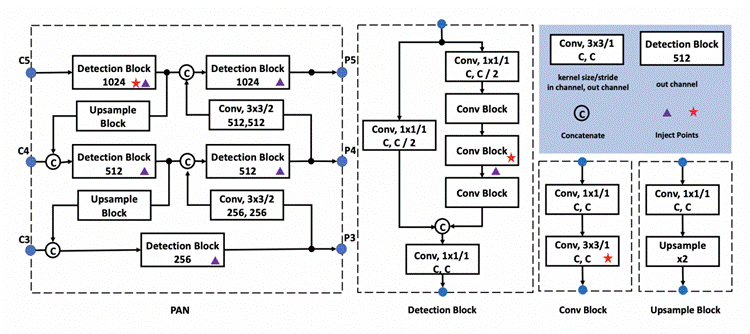 C5
Detection Block
1024
C
Detection Block
1024
P5
Upsample
Block
Conv, 3x3/2
512,512
C4
C
Detection Block
512
C
Detection Block
512
P4
Upsample
Block
Conv, 3x3/2
256, 256
C3
C
Detection Block
256
P3
PAN
Conv, 1x1/1
C, C / 2
Conv, 1x1/1
C, C / 2
Conv Block
Conv Block
Conv Block
C
Conv, 1x1/1
C, C
Detection Block
Conv, 3x3/1
C, C
kernel size/stride
in channel, out channel
Detection Block
512
out channel
C
Concatenate
Inject Points
Conv, 1x1/1
C, C
Conv, 3x3/1
C, C
Conv Block
Conv, 1x1/1
C, C
Upsample
x2
Upsample Block